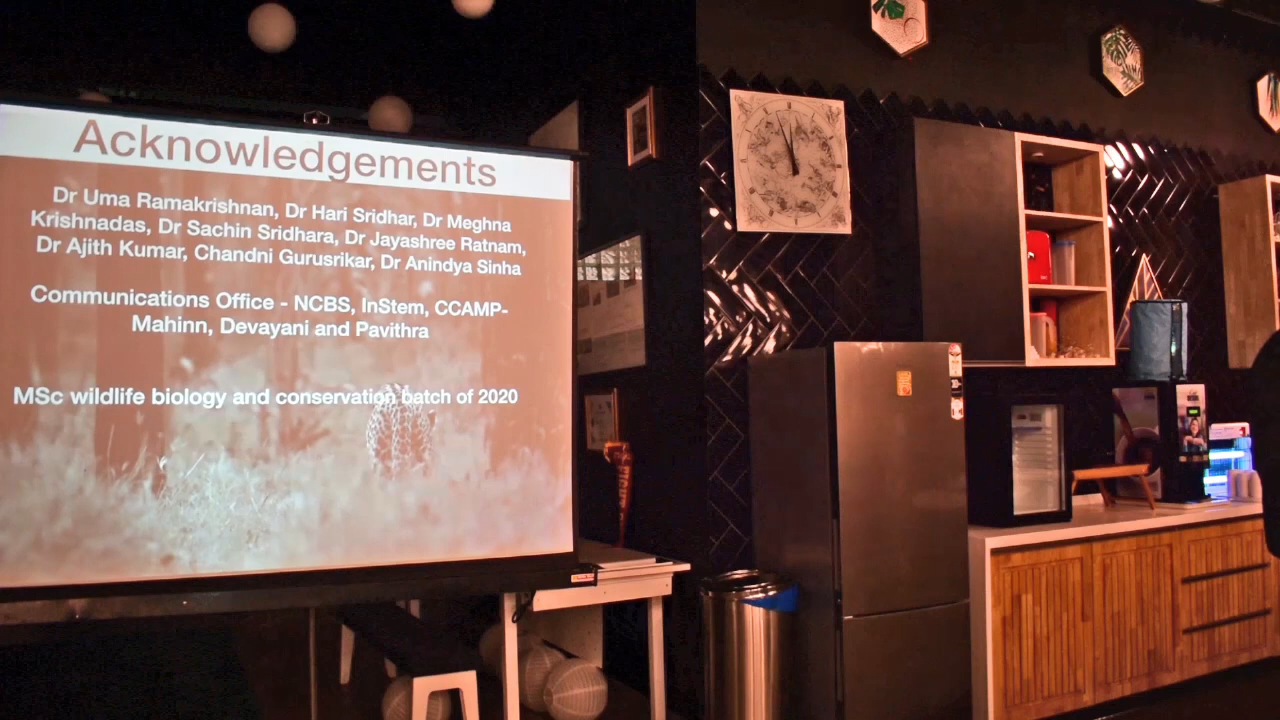 Acknowledgements
Dr Uma Ramakrishnan, Dr Hari Sridhar, Dr Meghna
Krishnadas, Dr Sachin Sridhara, Dr Jayashree Ratnam,
Dr Ajith Kumar, Chandni Gurusrikar, Dr Anindya Sinha
Communications Office - NCBS, InStem, CCAMP-
Mahinn, Devayani and Pavithra
MSc wildlife biology and conservation batch of 2020